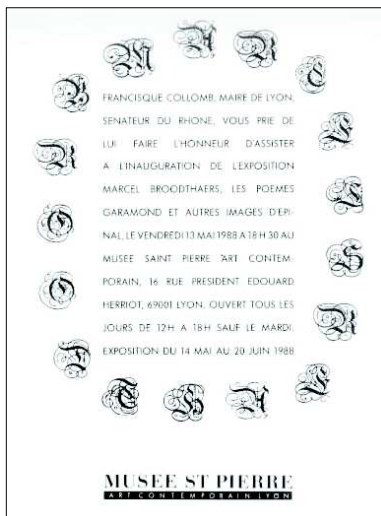 MARCEL
BROODTHAERS
FRANCISQUE COLLOMB, MAIRE DE LYON,
SENATEUR DU RHONE, VOUS PRIE DE
LUI FAIRE L'HONNEUR D'ASSISTER
A L'INAUGURATION DE L'EXPOSITION
MARCEL BROODTHAERS, LES POEMES
GARAMOND ET AUTRES IMAGES D'EPI-
NAL, LE VENDREDI 13 MAI 1988 A 18 H 30 AU
MUSEE SAINT PIERRE ART CONTEM-
PORAIN, 16 RUE PRESIDENT EDOUARD
HERRIOT, 69001 LYON. OUVERT TOUS LES
JOURS DE 12H A 18H SAUF LE MARDI.
EXPOSITION DU 14 MAI AU 20 JUIN 1988
MUSEE ST PIERRE
ART CONTEMPORAIN LYON